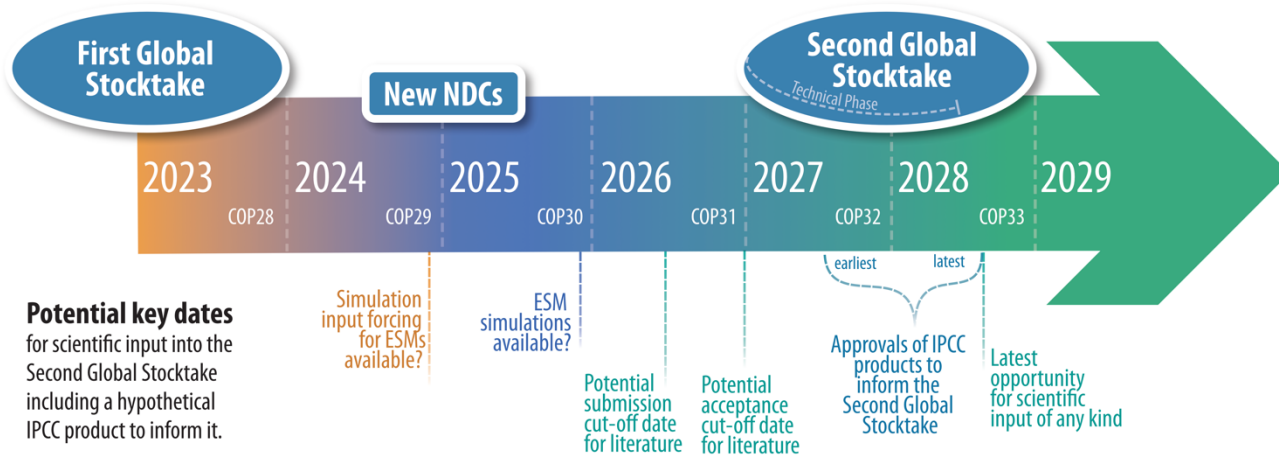 First Global
Stocktake
New NDCs
Second Global
Stocktake
Technical Phase
2023
2024
2025
2026
2027
2028
2029
COP28
COP29
COP30
COP31
COP32
COP33
earliest
latest
Potential key dates
for scientific input into the
Second Global Stocktake
including a hypothetical
IPCC product to inform it.
Simulation
input forcing
for ESMs
available?
ESM
simulations
available?
Potential
submission
cut-off date
for literature
Potential
acceptance
cut-off date
for literature
Approvals of IPCC
products to
inform the
Second Global
Stocktake
Latest
opportunity
for scientific
input of any kind